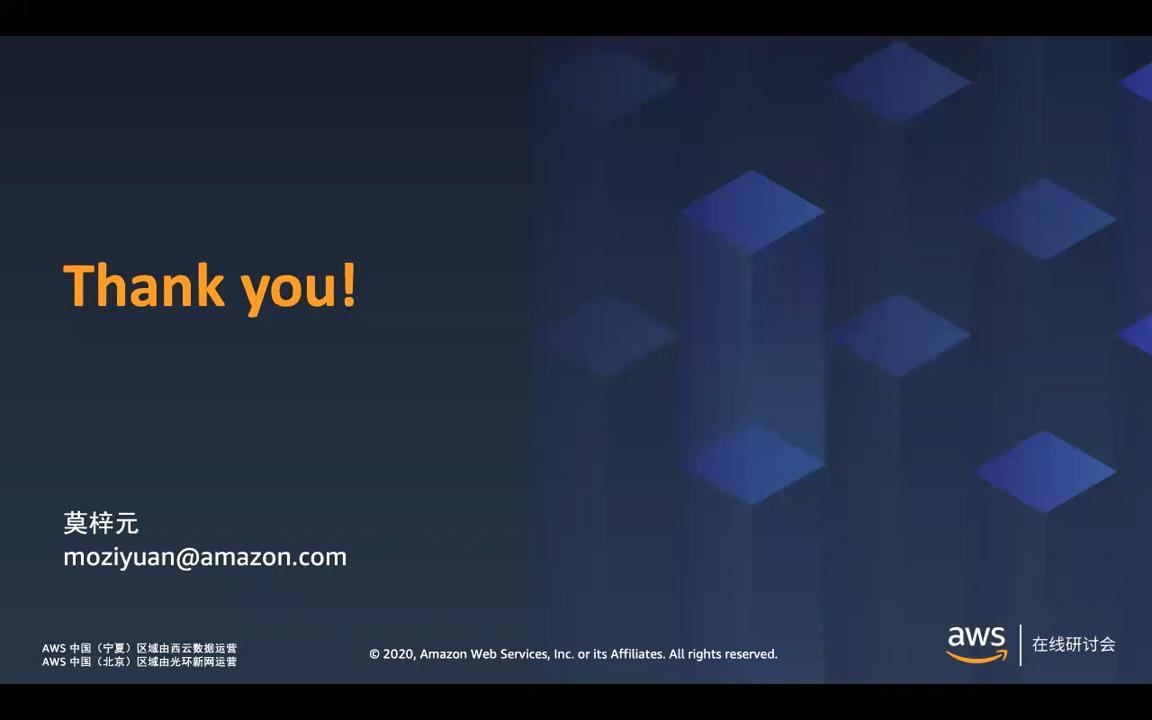 Thank you!
莫梓元
moziyuan@amazon.com
AWS 中国（宁夏）区域由西云数据运营
AWS 中国（北京）区域由光环新网运营
© 2020, Amazon Web Services, Inc. or its Affiliates. All rights reserved.
aws 在线研讨会